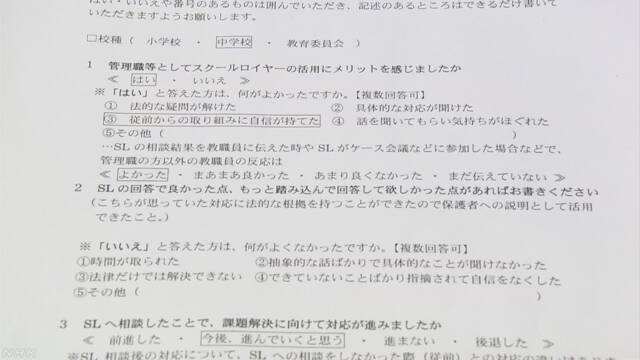 はい・いいえや番号のあるものは囲んでいただき、記述のあるところはできるだけ書いて
いただきますようお願いします。
□校種（ 小学校 ・ 中学校 ・ 教育委員会 ）
1 管理職等としてスクールロイヤーの活用にメリットを感じましたか
≪ はい ・ いいえ ≫
※「はい」と答えた方は、何がよかったですか。【複数回答可】
① 法的な疑問が解けた ② 具体的な対応が聞けた
③ 従前からの取り組みに自信が持てた ④ 話を聞いてもらい気持ちがほぐれた
⑤その他（ ）
…SLの相談結果を教職員に伝えた時やSLがケース会議などに参加した場合などで、
管理職の方以外の教職員の反応は
≪ よかった ・ まあまあ良かった ・ あまり良くなかった ・ まだ伝えていない ≫
2 SLの回答で良かった点、もっと踏み込んで回答して欲しかった点があればお書きください
（こちらが思っていた対応に法的な根拠を持つことができたので保護者への説明として活用
できたこと。）
※「いいえ」と答えた方は、何がよくなかったですか。【複数回答可】
①時間が取られた ②抽象的な話ばかりで具体的なことが聞けなかった
③法律だけでは解決できない ④できていないことばかり指摘されて自信をなくした
⑤その他（ ）
3 SLへ相談したことで、課題解決に向けて対応が進みましたか
≪ 前進した ・ 今後、進んでいくと思う ・ 進まない ・ 後退した ≫
※SL相談後の対応について、SLへの相談をしなかった際（従前）との対応の違いはありま
NHK